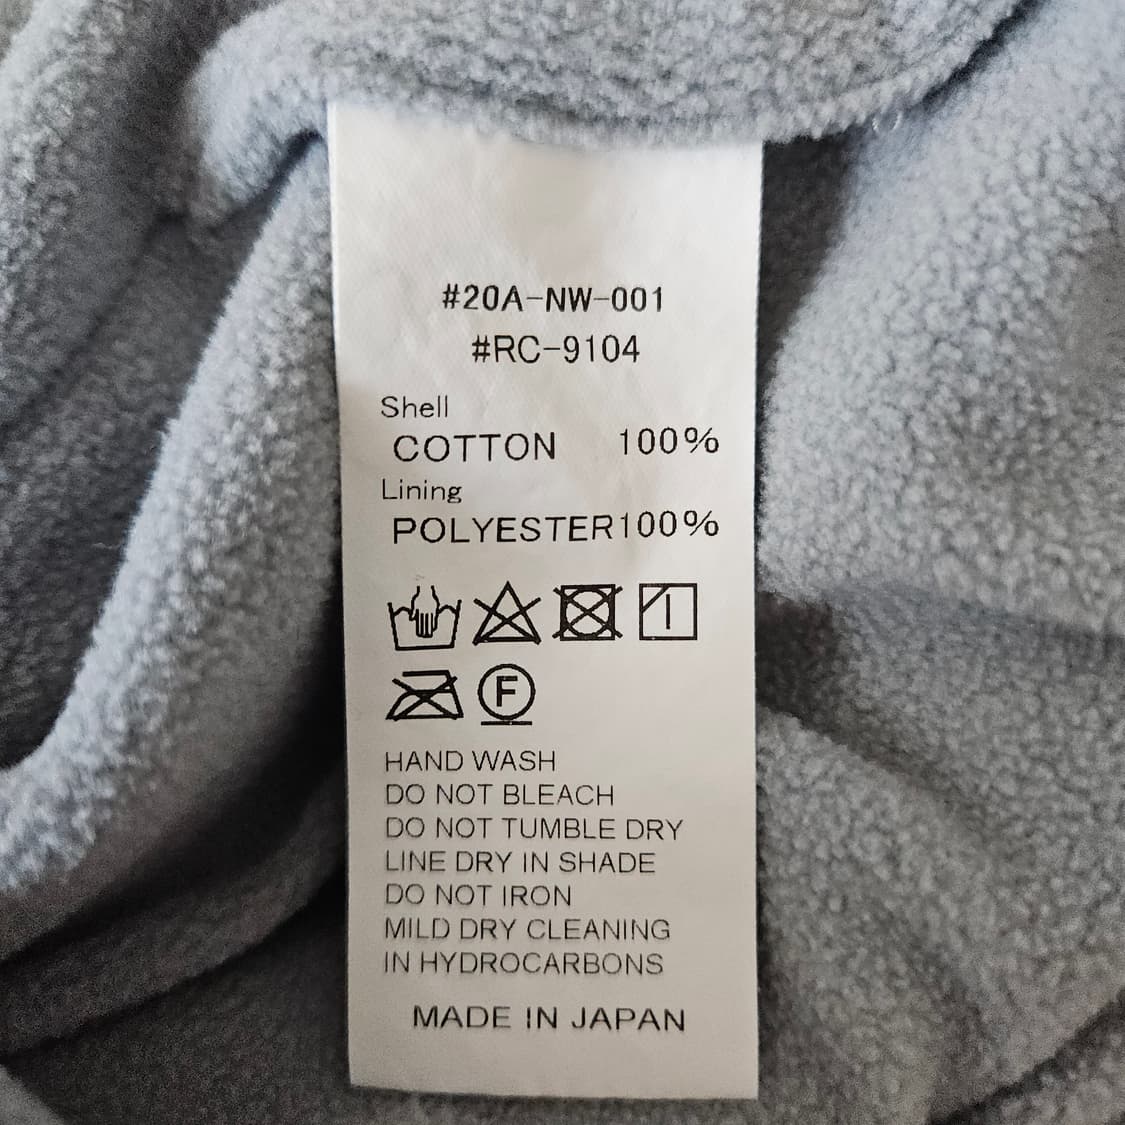 #20A-NW-001
#RC-9104
Shell
COTTON 100%
Lining
POLYESTER100%
F
HAND WASH
DO NOT BLEACH
DO NOT TUMBLE DRY
LINE DRY IN SHADE
DO NOT IRON
MILD DRY CLEANING
IN HYDROCARBONS
MADE IN JAPAN